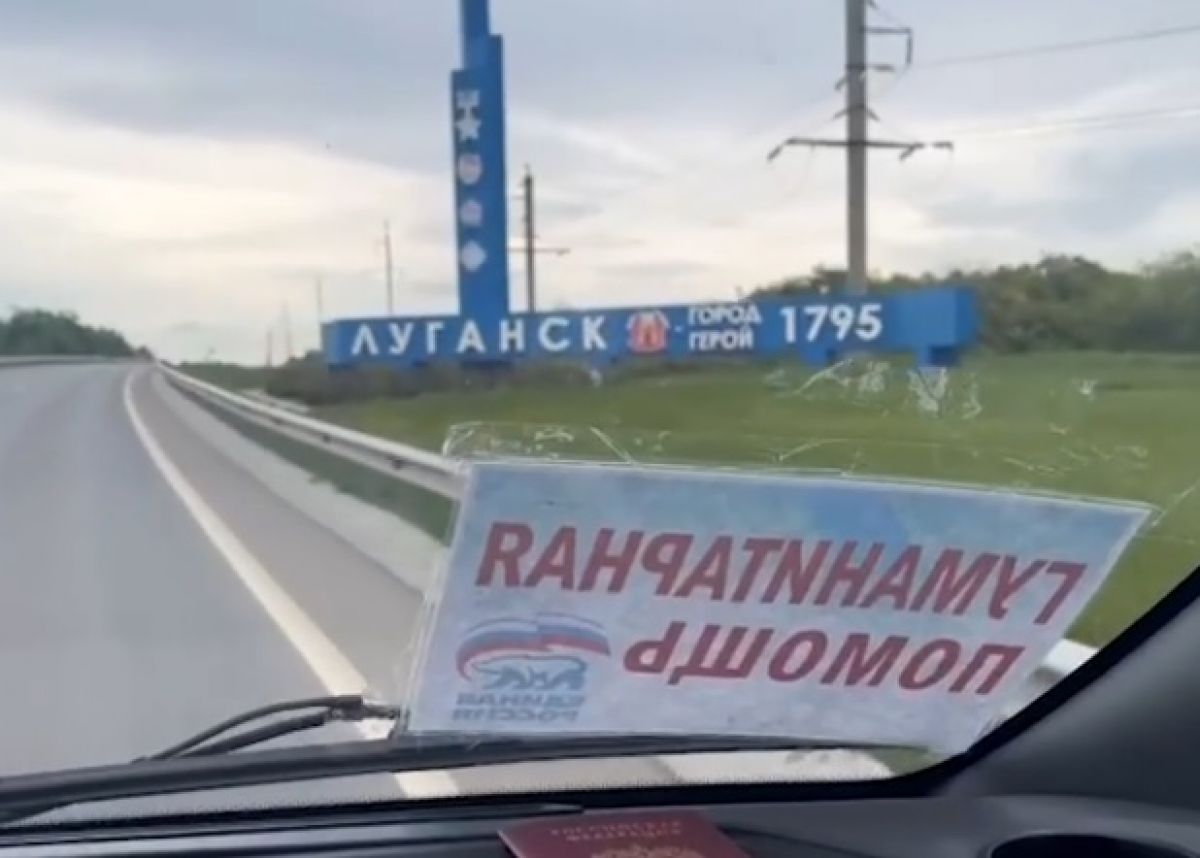 ЛУГАНСК
ГОРОД
ГЕРОЙ
1795
ГУМАНИТАРНАЯ
ПОМОЩЬ
ЕДИНАЯ
РОССИЯ